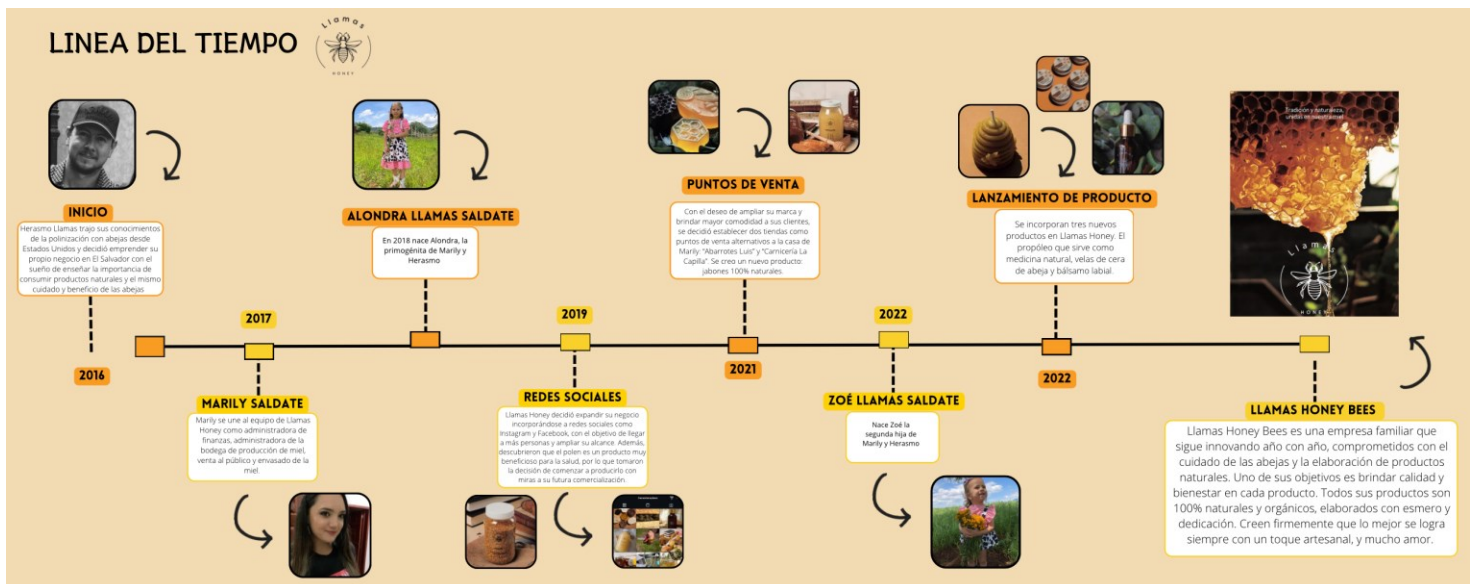 LINEA DEL TIEMPO
Llamas
HONEY
INICIO
Herasmo Llamas trajo sus conocimientos
de la polinización con abejas desde
Estados Unidos y decidió emprender su
propio negocio en El Salvador con el
sueño de enseñar la importancia de
consumir productos naturales y el mismo
cuidado y beneficio de las abejas
2016
2017
MARILY SALDATE
Marily se une al equipo de Llamas
Honey como administradora de
finanzas, administradora de la
bodega de producción de miel,
venta al público y envasado de la
miel.
ALONDRA LLAMAS SALDATE
En 2018 nace Alondra, la
primogénita de Marily y
Herasmo
2019
REDES SOCIALES
Llamas Honey decidió expandir su negocio
incorporándose a redes sociales como
Instagram y Facebook, con el objetivo de llegar
a más personas y ampliar su alcance. Además,
descubrieron que el polen es un producto muy
beneficioso para la salud, por lo que tomaron
la decisión de comenzar a producirlo con
miras a su futura comercialización.
PUNTOS DE VENTA
Con el deseo de ampliar su marca y
brindar mayor comodidad a sus clientes,
se decidió establecer dos tiendas como
puntos de venta alternativos a la casa de
Marily: "Abarrotes Luis" y "Carnicería La
Capilla". Se creo un nuevo producto:
jabones 100% naturales.
2021
2022
ZOÉ LLAMAS SALDATE
Nace Zoé la
segunda hija de
Marily y Herasmo
LANZAMIENTO DE PRODUCTO
Se incorporan tres nuevos
productos en Llamas Honey. El
propóleo que sirve como
medicina natural, velas de cera
de abeja y bálsamo labial.
2022
Tradición y naturaleza,
unidas en nuestra miel
Llamas
HONEY
LLAMAS HONEY BEES
Llamas Honey Bees es una empresa familiar que
sigue innovando año con año, comprometidos con el
cuidado de las abejas y la elaboración de productos
naturales. Uno de sus objetivos es brindar calidad y
bienestar en cada producto. Todos sus productos son
100% naturales y orgánicos, elaborados con esmero y
dedicación. Creen firmemente que lo mejor se logra
siempre con un toque artesanal, y mucho amor.